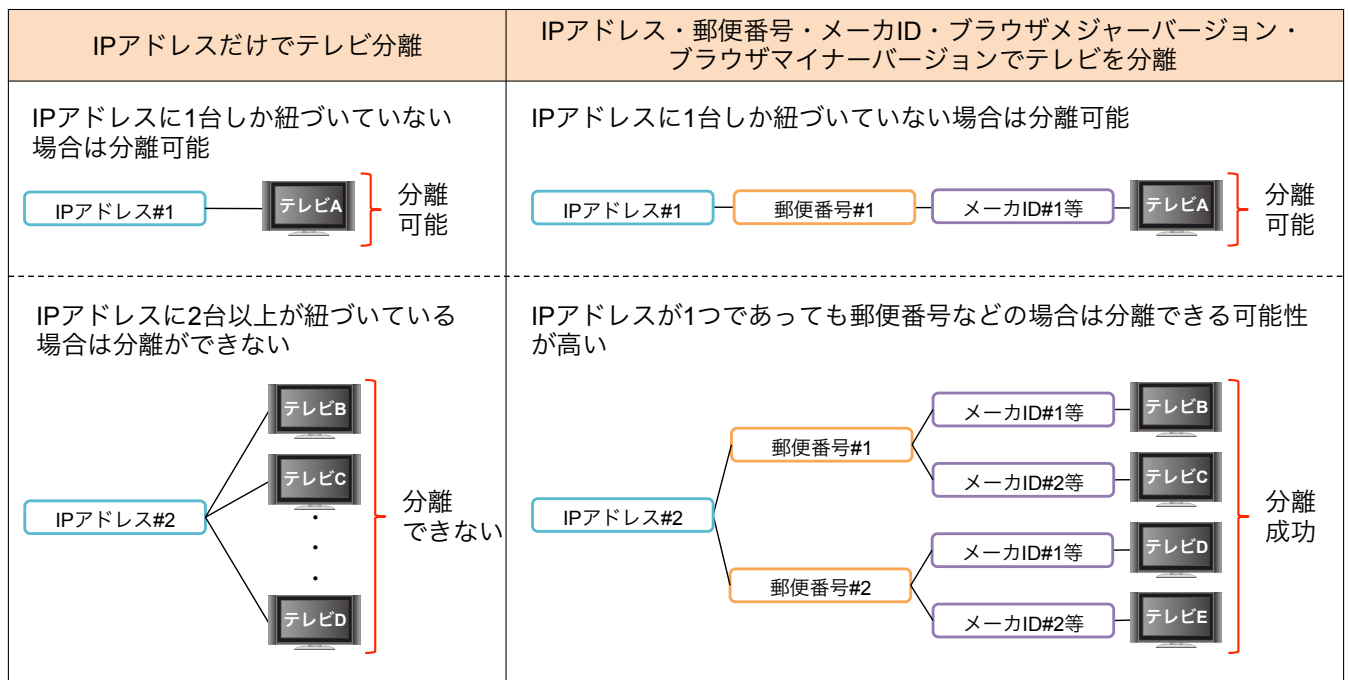 IPアドレスだけでテレビ分離
IPアドレス・郵便番号・メーカID・ブラウザメジャーバージョン・
ブラウザマイナーバージョンでテレビを分離
IPアドレスに1台しか紐づいていない
場合は分離可能
IPアドレス#1
テレビA
分離
可能
IPアドレスに1台しか紐づいていない場合は分離可能
IPアドレス#1
郵便番号#1
メーカID#1等
テレビA
分離
可能
IPアドレスに2台以上が紐づいている
場合は分離ができない
IPアドレス#2
テレビB
テレビC
・
・
・
テレビD
分離
できない
IPアドレスが1つであっても郵便番号などの場合は分離できる可能性
が高い
IPアドレス#2
郵便番号#1
メーカID#1等
テレビB
メーカID#2等
テレビC
郵便番号#2
メーカID#1等
テレビD
メーカID#2等
テレビE
分離
成功